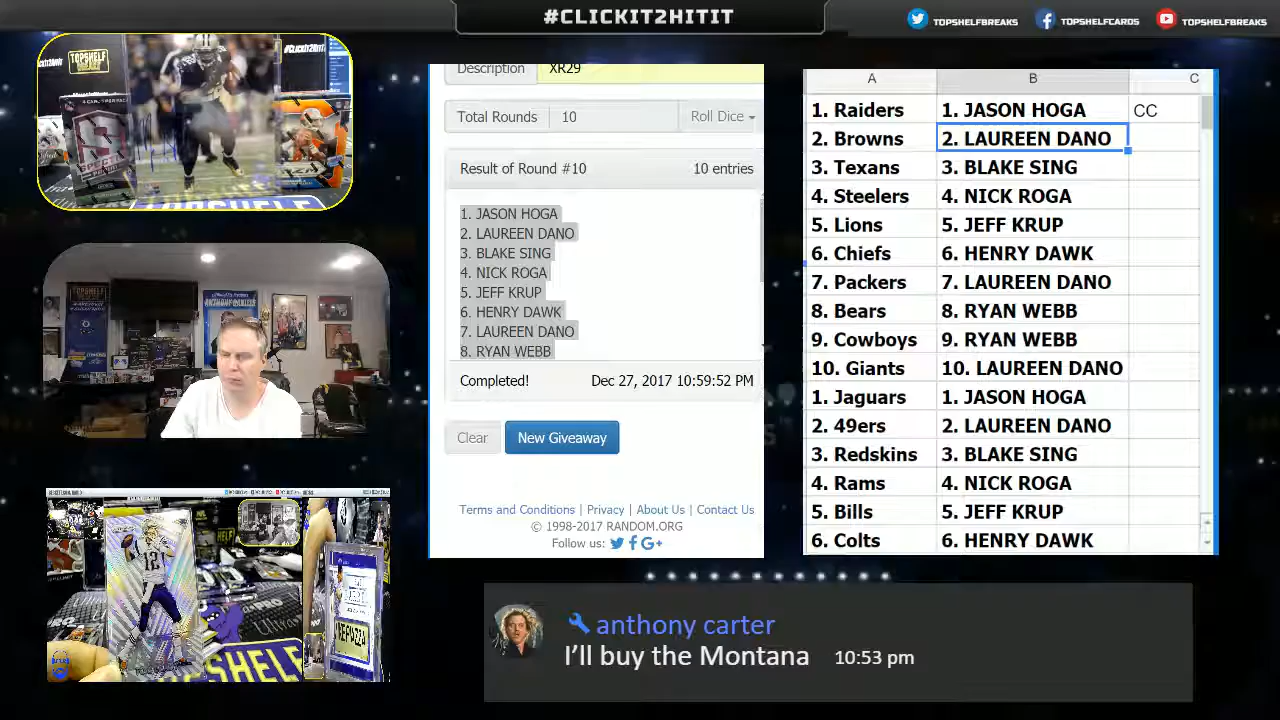 #CLICKIT2HITIT
TOPSHELFBREAKS
TOPSHELFCARDS
TOPSHELFBREAKS
Description XR29
Total Rounds 10 Roll Dice
Result of Round #10 10 entries
1. JASON HOGA
2. LAUREEN DANO
3. BLAKE SING
4. NICK ROGA
5. JEFF KRUP
6. HENRY DAWK
7. LAUREEN DANO
8. RYAN WEBB
Completed! Dec 27, 2017 10:59:52 PM
Clear New Giveaway
Terms and Conditions | Privacy | About Us | Contact Us
© 1998-2017 RANDOM.ORG
Follow us:
A B C
1. Raiders 1. JASON HOGA CC
2. Browns 2. LAUREEN DANO
3. Texans 3. BLAKE SING
4. Steelers 4. NICK ROGA
5. Lions 5. JEFF KRUP
6. Chiefs 6. HENRY DAWK
7. Packers 7. LAUREEN DANO
8. Bears 8. RYAN WEBB
9. Cowboys 9. RYAN WEBB
10. Giants 10. LAUREEN DANO
1. Jaguars 1. JASON HOGA
2. 49ers 2. LAUREEN DANO
3. Redskins 3. BLAKE SING
4. Rams 4. NICK ROGA
5. Bills 5. JEFF KRUP
6. Colts 6. HENRY DAWK
anthony carter
I'll buy the Montana 10:53 pm